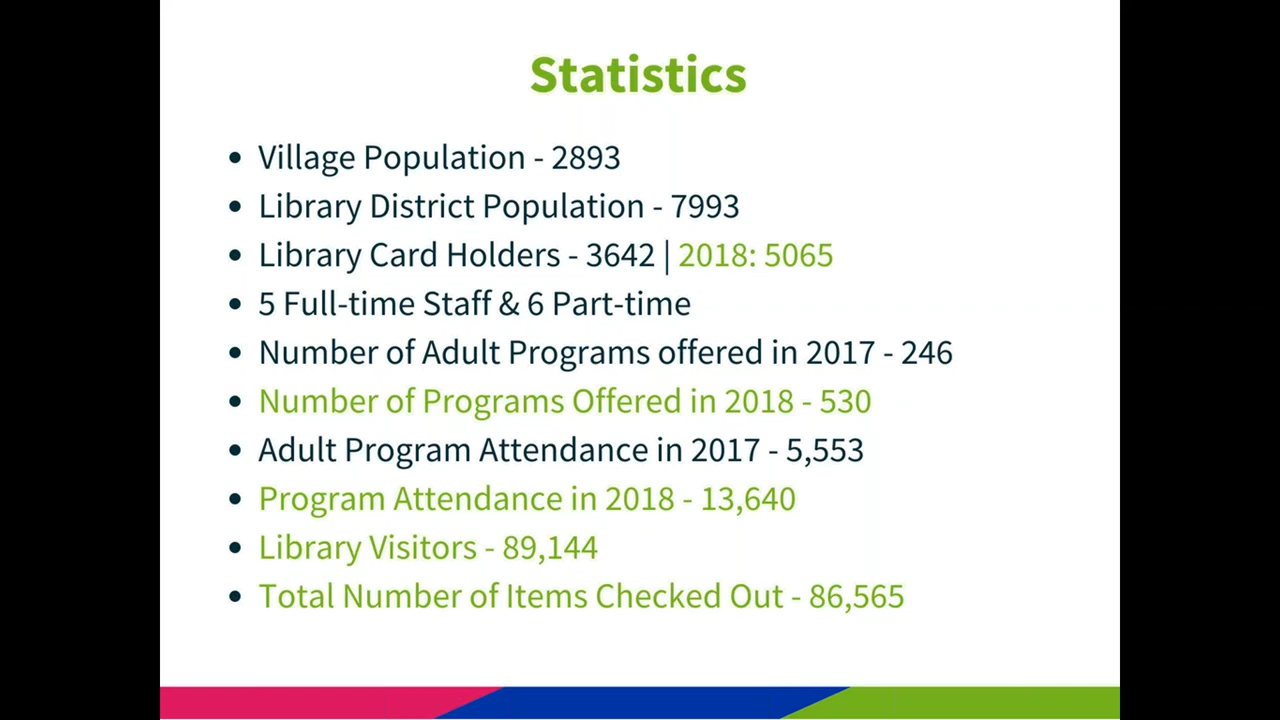 Statistics
• Village Population - 2893
• Library District Population - 7993
• Library Card Holders - 3642 | 2018: 5065
• 5 Full-time Staff & 6 Part-time
• Number of Adult Programs offered in 2017 - 246
• Number of Programs Offered in 2018 - 530
• Adult Program Attendance in 2017 - 5,553
• Program Attendance in 2018 - 13,640
• Library Visitors - 89,144
• Total Number of Items Checked Out - 86,565